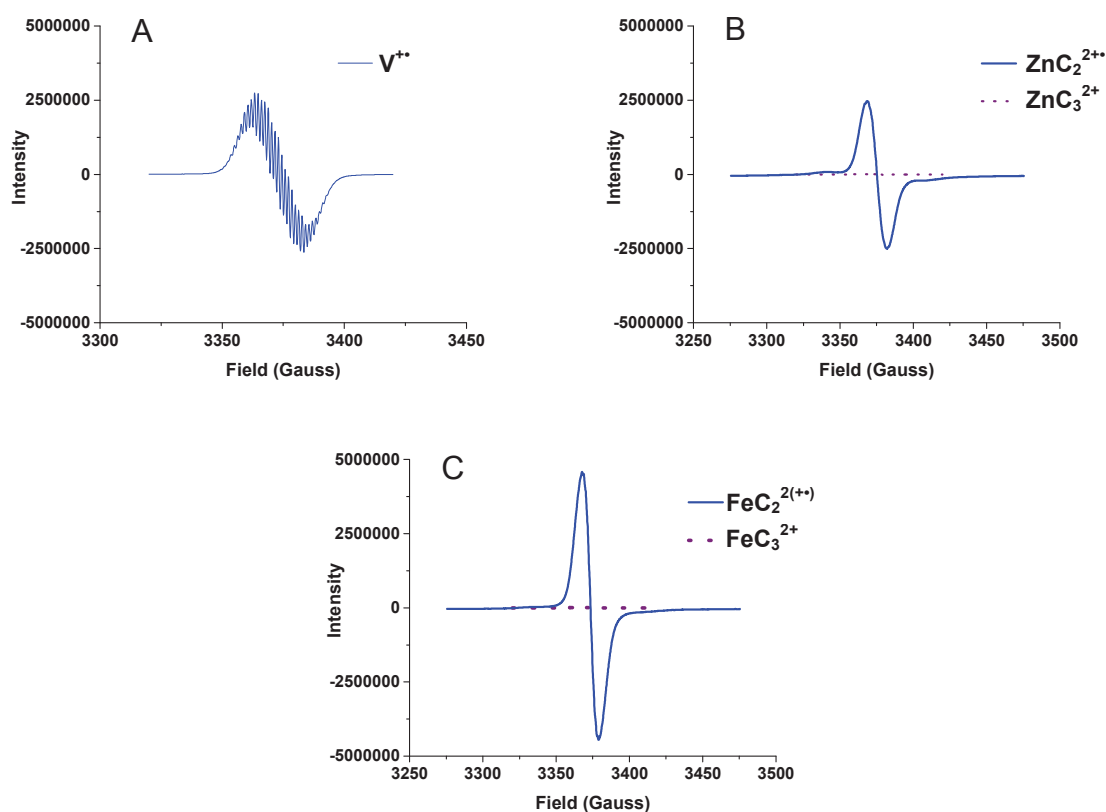 A
V⁺•
5000000
2500000
0
-2500000
-5000000
Intensity
3300
3350
3400
3450
Field (Gauss)
B
ZnC₂²⁺•
ZnC₃²⁺
5000000
2500000
0
-2500000
-5000000
Intensity
3250
3300
3350
3400
3450
3500
Field (Gauss)
C
FeC₂²⁽⁺•⁾
FeC₃²⁺
5000000
2500000
0
-2500000
-5000000
Intensity
3250
3300
3350
3400
3450
3500
Field (Gauss)